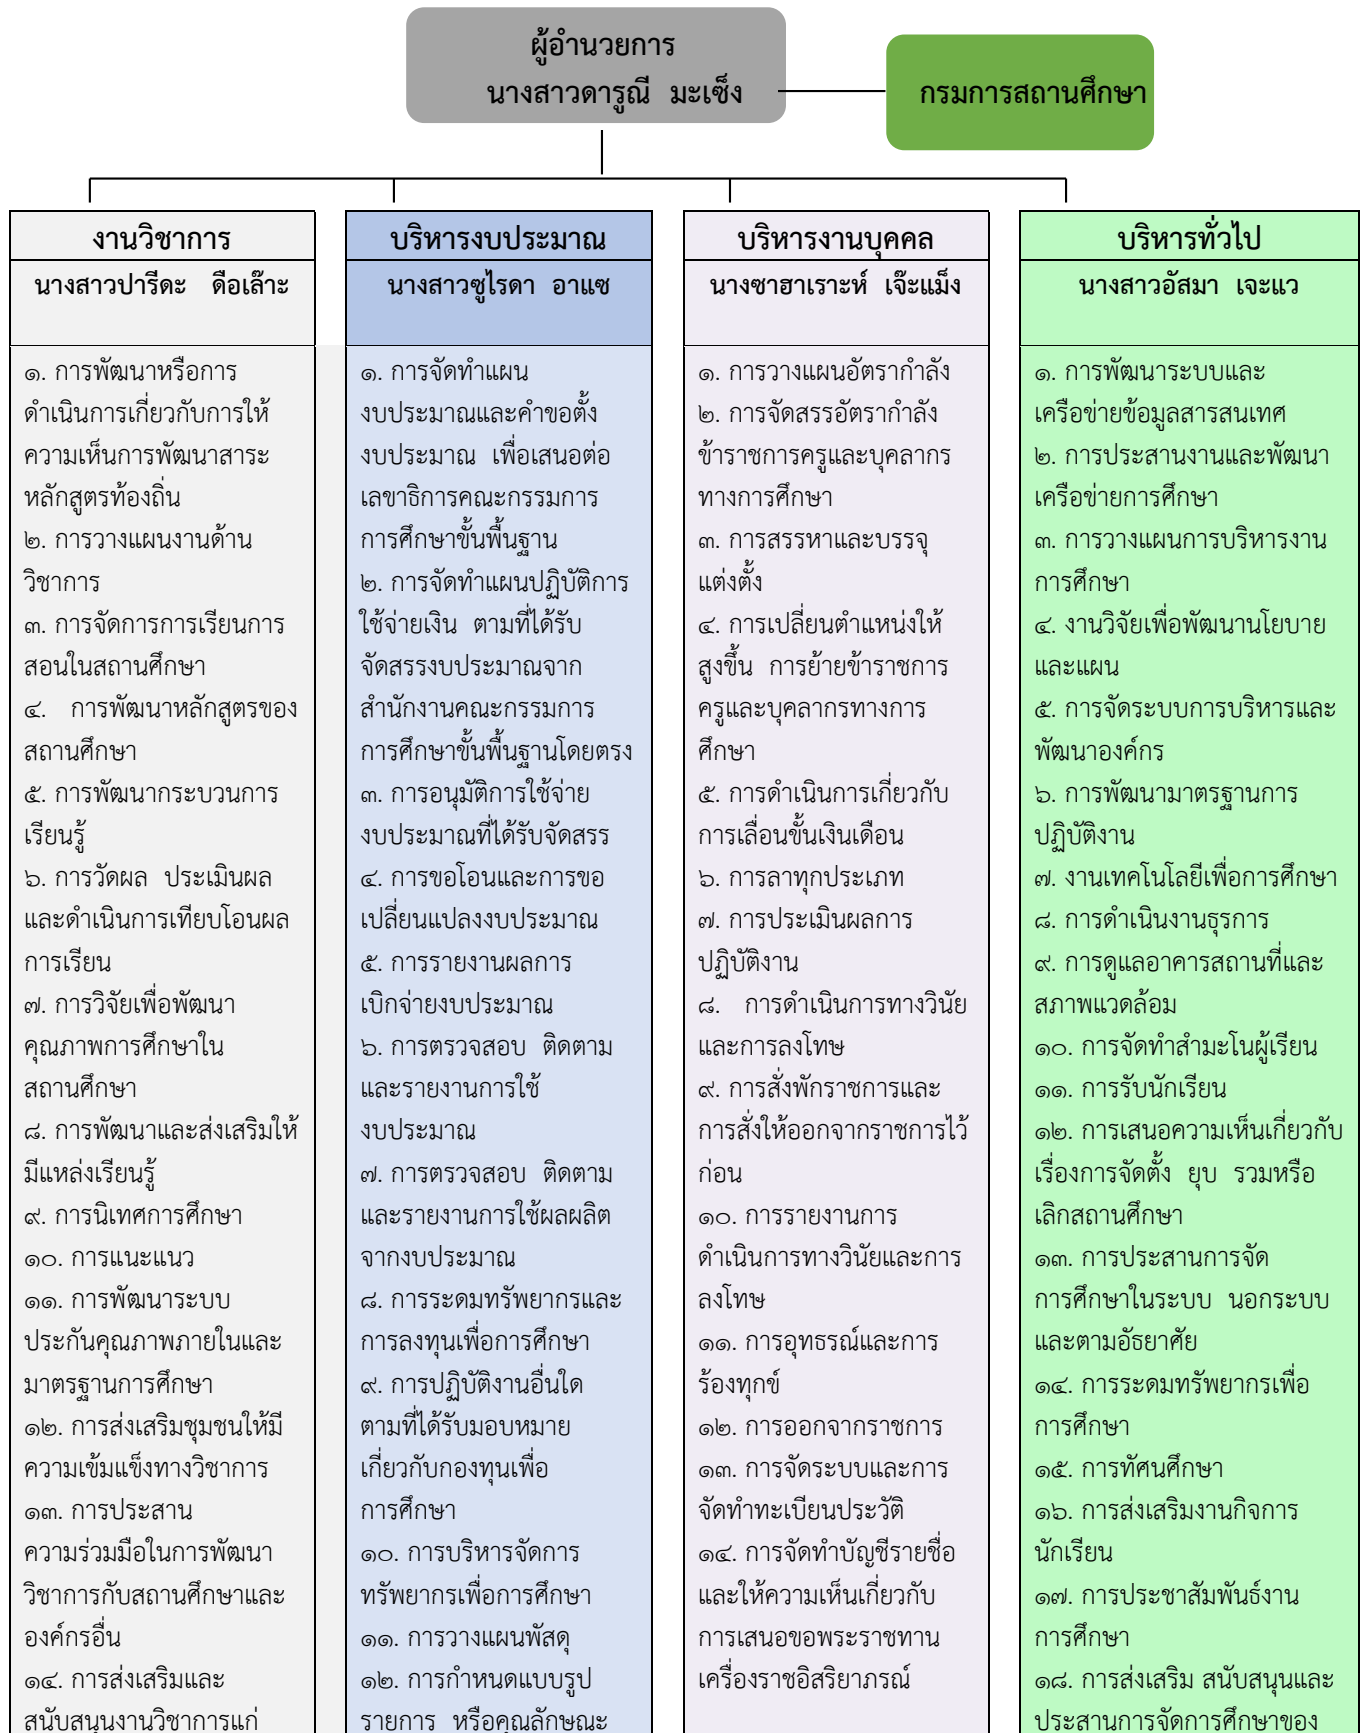 ผู้อำนวยการ
นางสาวดารูณี มะเซ็ง
กรมการสถานศึกษา
งานวิชาการ
นางสาวปารีดะ ดือเล๊าะ
๑. การพัฒนาหรือการ
ดำเนินการเกี่ยวกับการให้
ความเห็นการพัฒนาสาระ
หลักสูตรท้องถิ่น
๒. การวางแผนงานด้าน
วิชาการ
๓. การจัดการการเรียนการ
สอนในสถานศึกษา
๔. การพัฒนาหลักสูตรของ
สถานศึกษา
๕. การพัฒนากระบวนการ
เรียนรู้
๖. การวัดผล ประเมินผล
และดำเนินการเทียบโอนผล
การเรียน
๗. การวิจัยเพื่อพัฒนา
คุณภาพการศึกษาใน
สถานศึกษา
๘. การพัฒนาและส่งเสริมให้
มีแหล่งเรียนรู้
๙. การนิเทศการศึกษา
๑๐. การแนะแนว
๑๑. การพัฒนาระบบ
ประกันคุณภาพภายในและ
มาตรฐานการศึกษา
๑๒. การส่งเสริมชุมชนให้มี
ความเข้มแข็งทางวิชาการ
๑๓. การประสาน
ความร่วมมือในการพัฒนา
วิชาการกับสถานศึกษาและ
องค์กรอื่น
๑๔. การส่งเสริมและ
สนับสนุนงานวิชาการแก่
บริหารงบประมาณ
นางสาวซูไรดา อาแซ
๑. การจัดทำแผน
งบประมาณและคำขอตั้ง
งบประมาณ เพื่อเสนอต่อ
เลขาธิการคณะกรรมการ
การศึกษาขั้นพื้นฐาน
๒. การจัดทำแผนปฏิบัติการ
ใช้จ่ายเงิน ตามที่ได้รับ
จัดสรรงบประมาณจาก
สำนักงานคณะกรรมการ
การศึกษาขั้นพื้นฐานโดยตรง
๓. การอนุมัติการใช้จ่าย
งบประมาณที่ได้รับจัดสรร
๔. การขอโอนและการขอ
เปลี่ยนแปลงงบประมาณ
๕. การรายงานผลการ
เบิกจ่ายงบประมาณ
๖. การตรวจสอบ ติดตาม
และรายงานการใช้
งบประมาณ
๗. การตรวจสอบ ติดตาม
และรายงานการใช้ผลผลิต
จากงบประมาณ
๘. การระดมทรัพยากรและ
การลงทุนเพื่อการศึกษา
๙. การปฏิบัติงานอื่นใด
ตามที่ได้รับมอบหมาย
เกี่ยวกับกองทุนเพื่อ
การศึกษา
๑๐. การบริหารจัดการ
ทรัพยากรเพื่อการศึกษา
๑๑. การวางแผนพัสดุ
๑๒. การกำหนดแบบรูป
รายการ หรือคุณลักษณะ
บริหารงานบุคคล
นางซาฮาเราะห์ เจ๊ะแม็ง
๑. การวางแผนอัตรากำลัง
๒. การจัดสรรอัตรากำลัง
ข้าราชการครูและบุคลากร
ทางการศึกษา
๓. การสรรหาและบรรจุ
แต่งตั้ง
๔. การเปลี่ยนตำแหน่งให้
สูงขึ้น การย้ายข้าราชการ
ครูและบุคลากรทางการ
ศึกษา
๕. การดำเนินการเกี่ยวกับ
การเลื่อนขั้นเงินเดือน
๖. การลาทุกประเภท
๗. การประเมินผลการ
ปฏิบัติงาน
๘. การดำเนินการทางวินัย
และการลงโทษ
๙. การสั่งพักราชการและ
การสั่งให้ออกจากราชการไว้
ก่อน
๑๐. การรายงานการ
ดำเนินการทางวินัยและการ
ลงโทษ
๑๑. การอุทธรณ์และการ
ร้องทุกข์
๑๒. การออกจากราชการ
๑๓. การจัดระบบและการ
จัดทำทะเบียนประวัติ
๑๔. การจัดทำบัญชีรายชื่อ
และให้ความเห็นเกี่ยวกับ
การเสนอขอพระราชทาน
เครื่องราชอิสริยาภรณ์
บริหารทั่วไป
นางสาวอัสมา เจะแว
๑. การพัฒนาระบบและ
เครือข่ายข้อมูลสารสนเทศ
๒. การประสานงานและพัฒนา
เครือข่ายการศึกษา
๓. การวางแผนการบริหารงาน
การศึกษา
๔. งานวิจัยเพื่อพัฒนานโยบาย
และแผน
๕. การจัดระบบการบริหารและ
พัฒนาองค์กร
๖. การพัฒนามาตรฐานการ
ปฏิบัติงาน
๗. งานเทคโนโลยีเพื่อการศึกษา
๘. การดำเนินงานธุรการ
๙. การดูแลอาคารสถานที่และ
สภาพแวดล้อม
๑๐. การจัดทำสำมะโนผู้เรียน
๑๑. การรับนักเรียน
๑๒. การเสนอความเห็นเกี่ยวกับ
เรื่องการจัดตั้ง ยุบ รวมหรือ
เลิกสถานศึกษา
๑๓. การประสานการจัด
การศึกษาในระบบ นอกระบบ
และตามอัธยาศัย
๑๔. การระดมทรัพยากรเพื่อ
การศึกษา
๑๕. การทัศนศึกษา
๑๖. การส่งเสริมงานกิจการ
นักเรียน
๑๗. การประชาสัมพันธ์งาน
การศึกษา
๑๘. การส่งเสริม สนับสนุนและ
ประสานการจัดการศึกษาของ